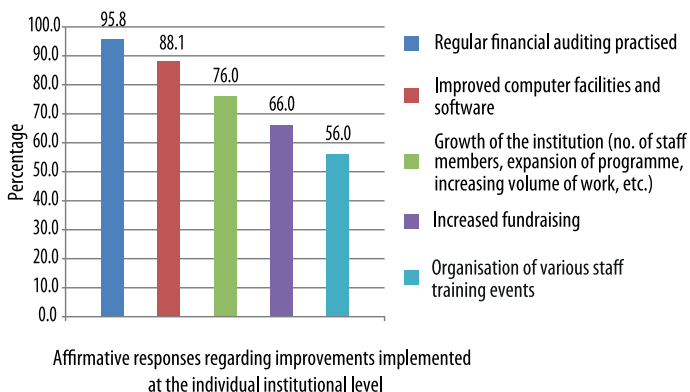 Percentage
100.0
90.0
80.0
70.0
60.0
50.0
40.0
30.0
20.0
10.0
0.0
95.8
88.1
76.0
66.0
56.0
Regular financial auditing practised
Improved computer facilities and
software
Growth of the institution (no. of staff
members, expansion of programme,
increasing volume of work, etc.)
Increased fundraising
Organisation of various staff
training events
Affirmative responses regarding improvements implemented
at the individual institutional level